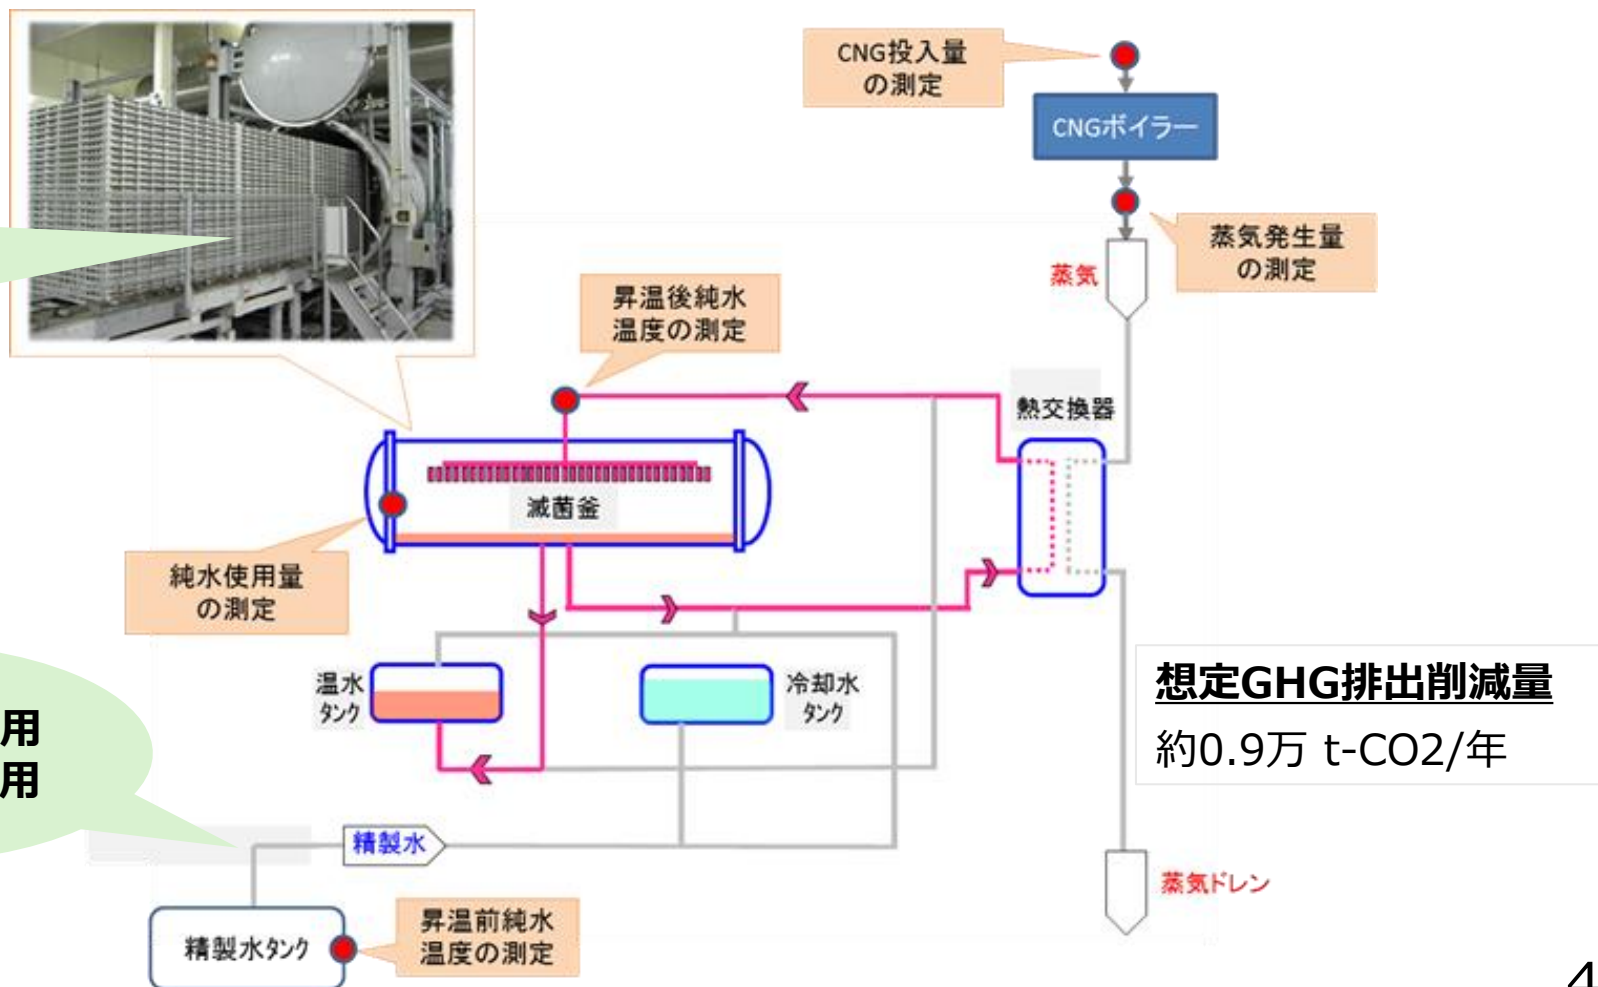 CNG投入量
の測定
CNGボイラー
蒸気発生量
の測定
蒸気
昇温後純水
温度の測定
熱交換器
滅菌釜
純水使用量
の測定
温水
タンク
冷却水
タンク
想定GHG排出削減量
約0.9万 t-CO2/年
用
用
精製水
蒸気ドレン
精製水タンク
昇温前純水
温度の測定
4